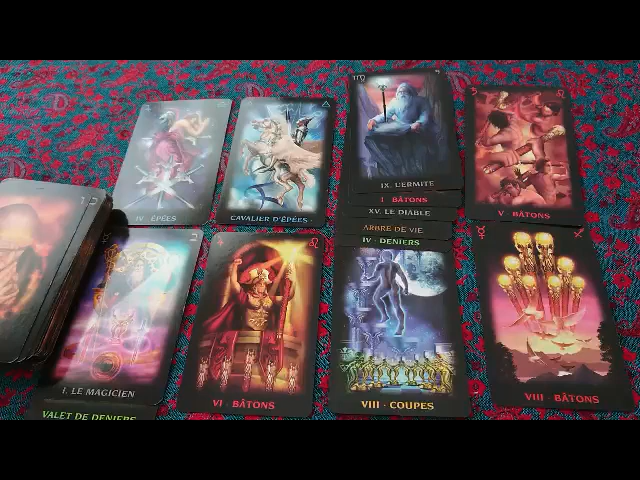 IV · ÉPÉES
CAVALIER D'ÉPÉES ·
IX. L'ERMITE
I · BÂTONS
XV. LE DIABLE
ARBRE DE VIE
IV · DENIERS
V · BÂTONS
I. LE MAGICIEN
VALET DE DENIERS
VI · BÂTONS
VIII · COUPES
VIII · BÂTONS